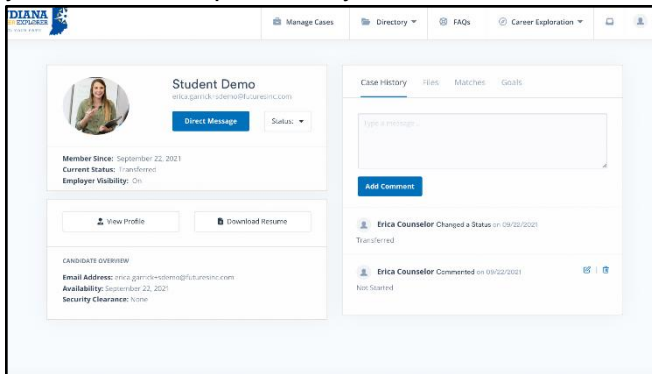 DIANA
EXPLORER
Manage Cases
Directory
FAQs
Career Exploration
Student Demo
erica.garrick+sdemo@futuresinc.com
Direct Message
Status:
Member Since: September 22, 2021
Current Status: Transferred
Employer Visibility: On
View Profile
Download Resume
CANDIDATE OVERVIEW
Email Address: erica.garrick+sdemo@futuresinc.com
Availability: September 22, 2021
Security Clearance: None
Case History
Files
Matches
Goals
Type a message...
Add Comment
Erica Counselor Changed a Status on 09/22/2021
Transferred
Erica Counselor Commented on 09/22/2021
Not Started